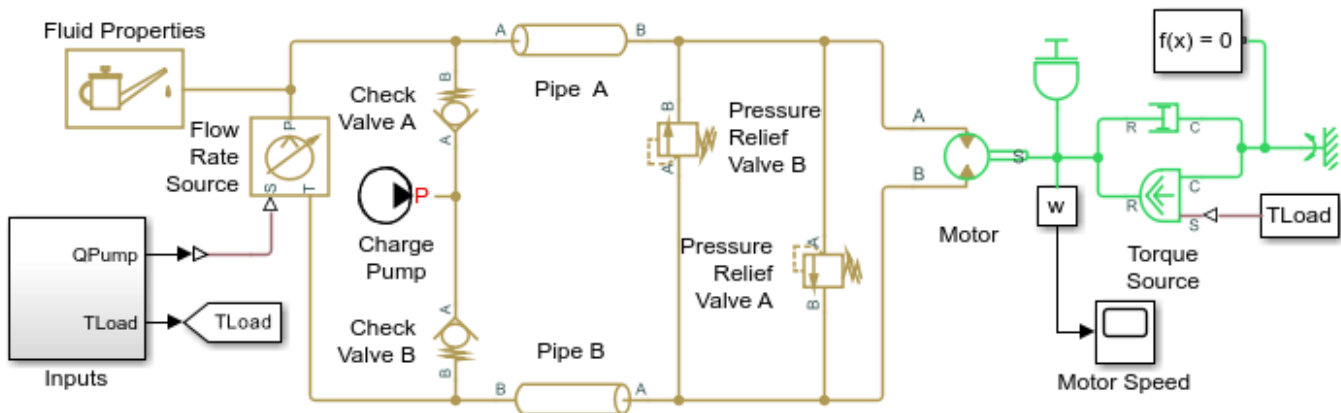 Fluid Properties
Flow
Rate
Source
P
S
T
QPump
TLoad
Inputs
TLoad
Check
Valve A
B
A
P
Charge
Pump
Check
Valve B
A
B
A
B
Pipe A
Pipe B
B
A
B
A
Pressure
Relief
Valve B
Pressure
Relief
Valve A
A
B
A
B
Motor
S
f(x) = 0
R
C
R
C
S
TLoad
Torque
Source
w
Motor Speed